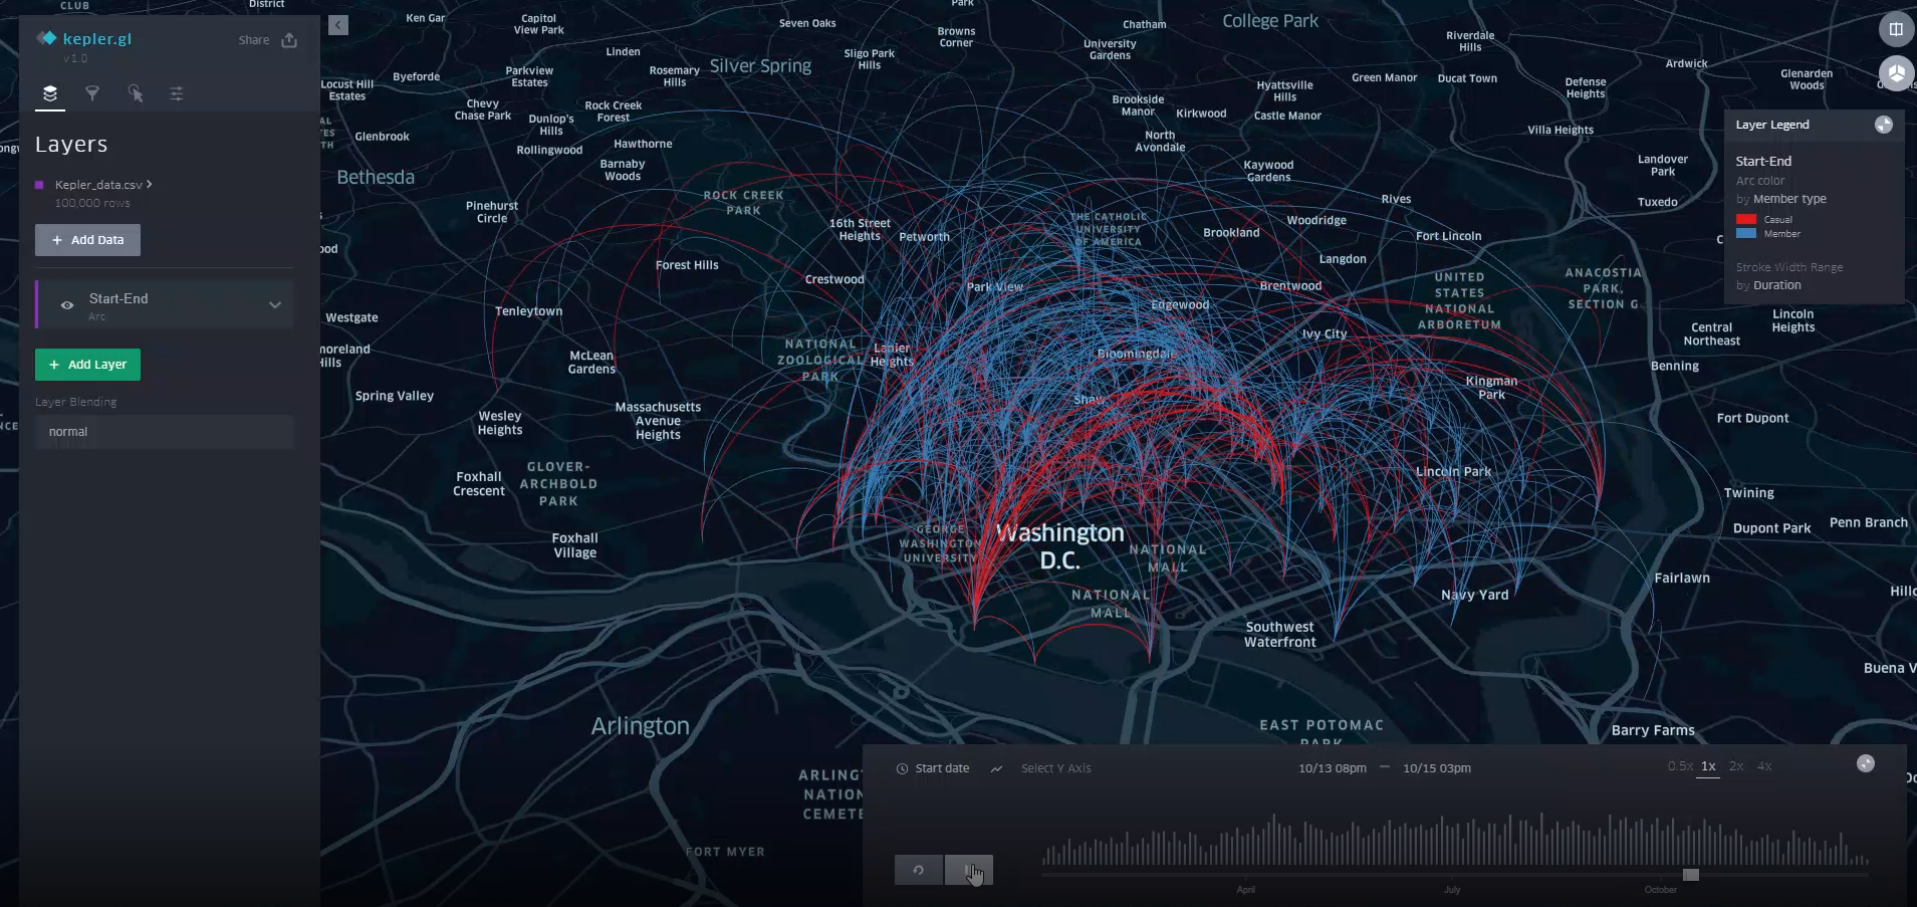 kepler.gl
v1.0
Share
Layers
Kepler_data.csv
100,000 rows
+ Add Data
Start-End
Arc
+ Add Layer
Layer Blending
normal
CLUB
District
Ken Gar
Capitol
View Park
Seven Oaks
Park
Browns
Corner
Chatham
College Park
University
Gardens
Riverdale
Hills
Ardwick
Glenarden
Woods
Linden
Sligo Park
Hills
Silver Spring
Rosemary
Hills
Parkview
Estates
Byeforde
Locust Hill
Estates
Chevy
Chase Park
Dunlop's
Hills
Rock Creek
Forest
Glenbrook
Rollingwood
Hawthorne
Barnaby
Woods
Bethesda
Hyattsville
Hills
Green Manor
Ducat Town
Defense
Heights
Brookside
Manor
Kirkwood
Castle Manor
Villa Heights
North
Avondale
Kaywood
Gardens
Landover
Park
Tuxedo
Pinehurst
Circle
ROCK CREEK
PARK
16th Street
Heights
Petworth
THE CATHOLIC
UNIVERSITY
OF AMERICA
Woodridge
Rives
Brookland
Fort Lincoln
Forest Hills
Crestwood
Langdon
Park View
Brentwood
Edgewood
UNITED
STATES
NATIONAL
ARBORETUM
ANACOSTIA
PARK,
SECTION G
Tenleytown
Westgate
moreland
Hills
McLean
Gardens
NATIONAL
ZOOLOGICAL
PARK
Lanier
Heights
Bloomingdale
Ivy City
Central
Northeast
Lincoln
Heights
Benning
Spring Valley
Wesley
Heights
Massachusetts
Avenue
Heights
Shaw
Kingman
Park
Fort Dupont
Foxhall
Crescent
GLOVER-
ARCHBOLD
PARK
Lincoln Park
Twining
Foxhall
Village
GEORGE
WASHINGTON
UNIVERSITY
Washington
D.C.
NATIONAL
MALL
NATIONAL
MALL
Dupont Park
Penn Branch
Fairlawn
Navy Yard
Southwest
Waterfront
Buena V
Arlington
EAST POTOMAC
PARK
Barry Farms
ARLING
NATION
CEMETE
FORT MYER
Layer Legend
Start-End
Arc color
by Member type
Casual
Member
Stroke Width Range
by Duration
Start date
Select Y Axis
10/13 08pm — 10/15 03pm
0.5x 1x 2x 4x
April
July
October